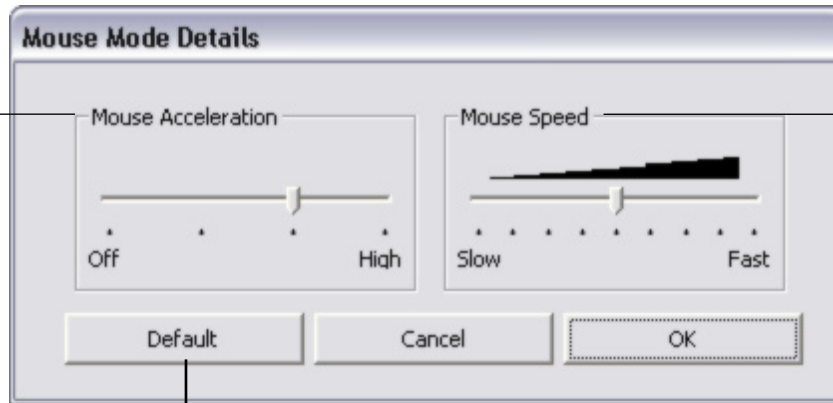 Mouse Mode Details
Mouse Acceleration
Mouse Speed
Off High
Slow Fast
Default Cancel OK